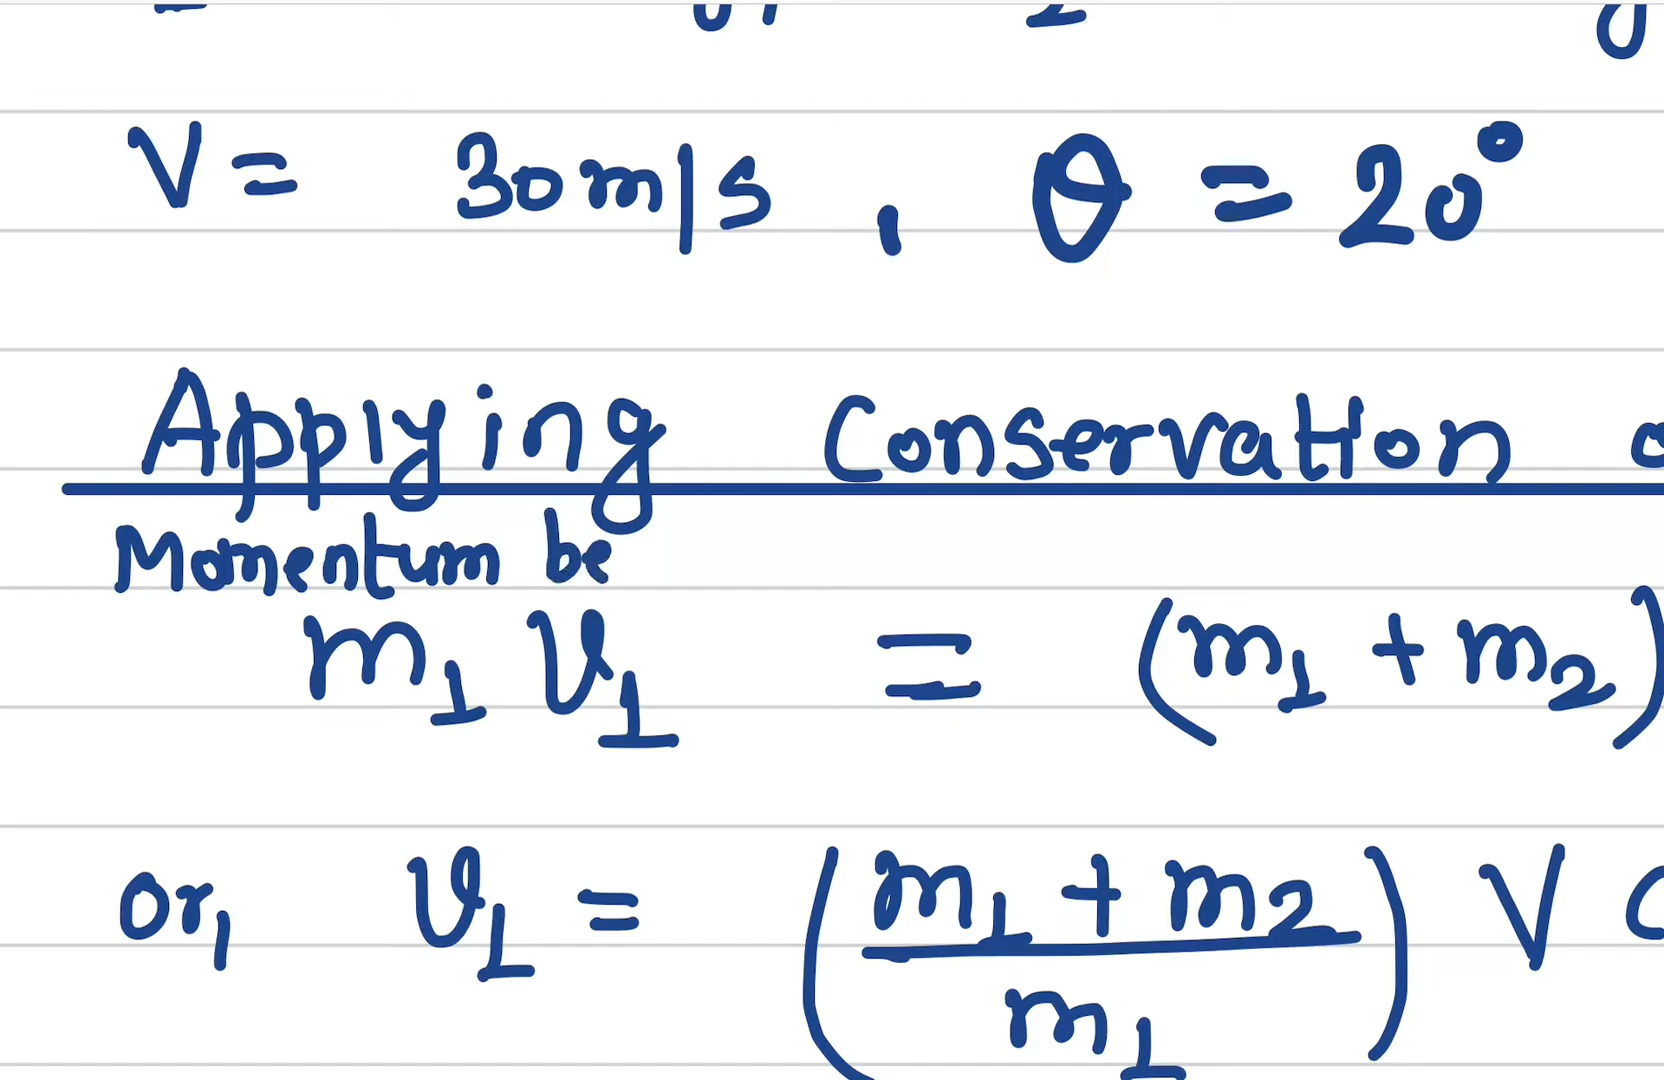 V = 30 m/s , θ = 20°
Applying Conservation
Momentum be
m₁ v₁ = (m₁ + m₂)
or, v₁ = ((m₁ + m₂)/m₁) V